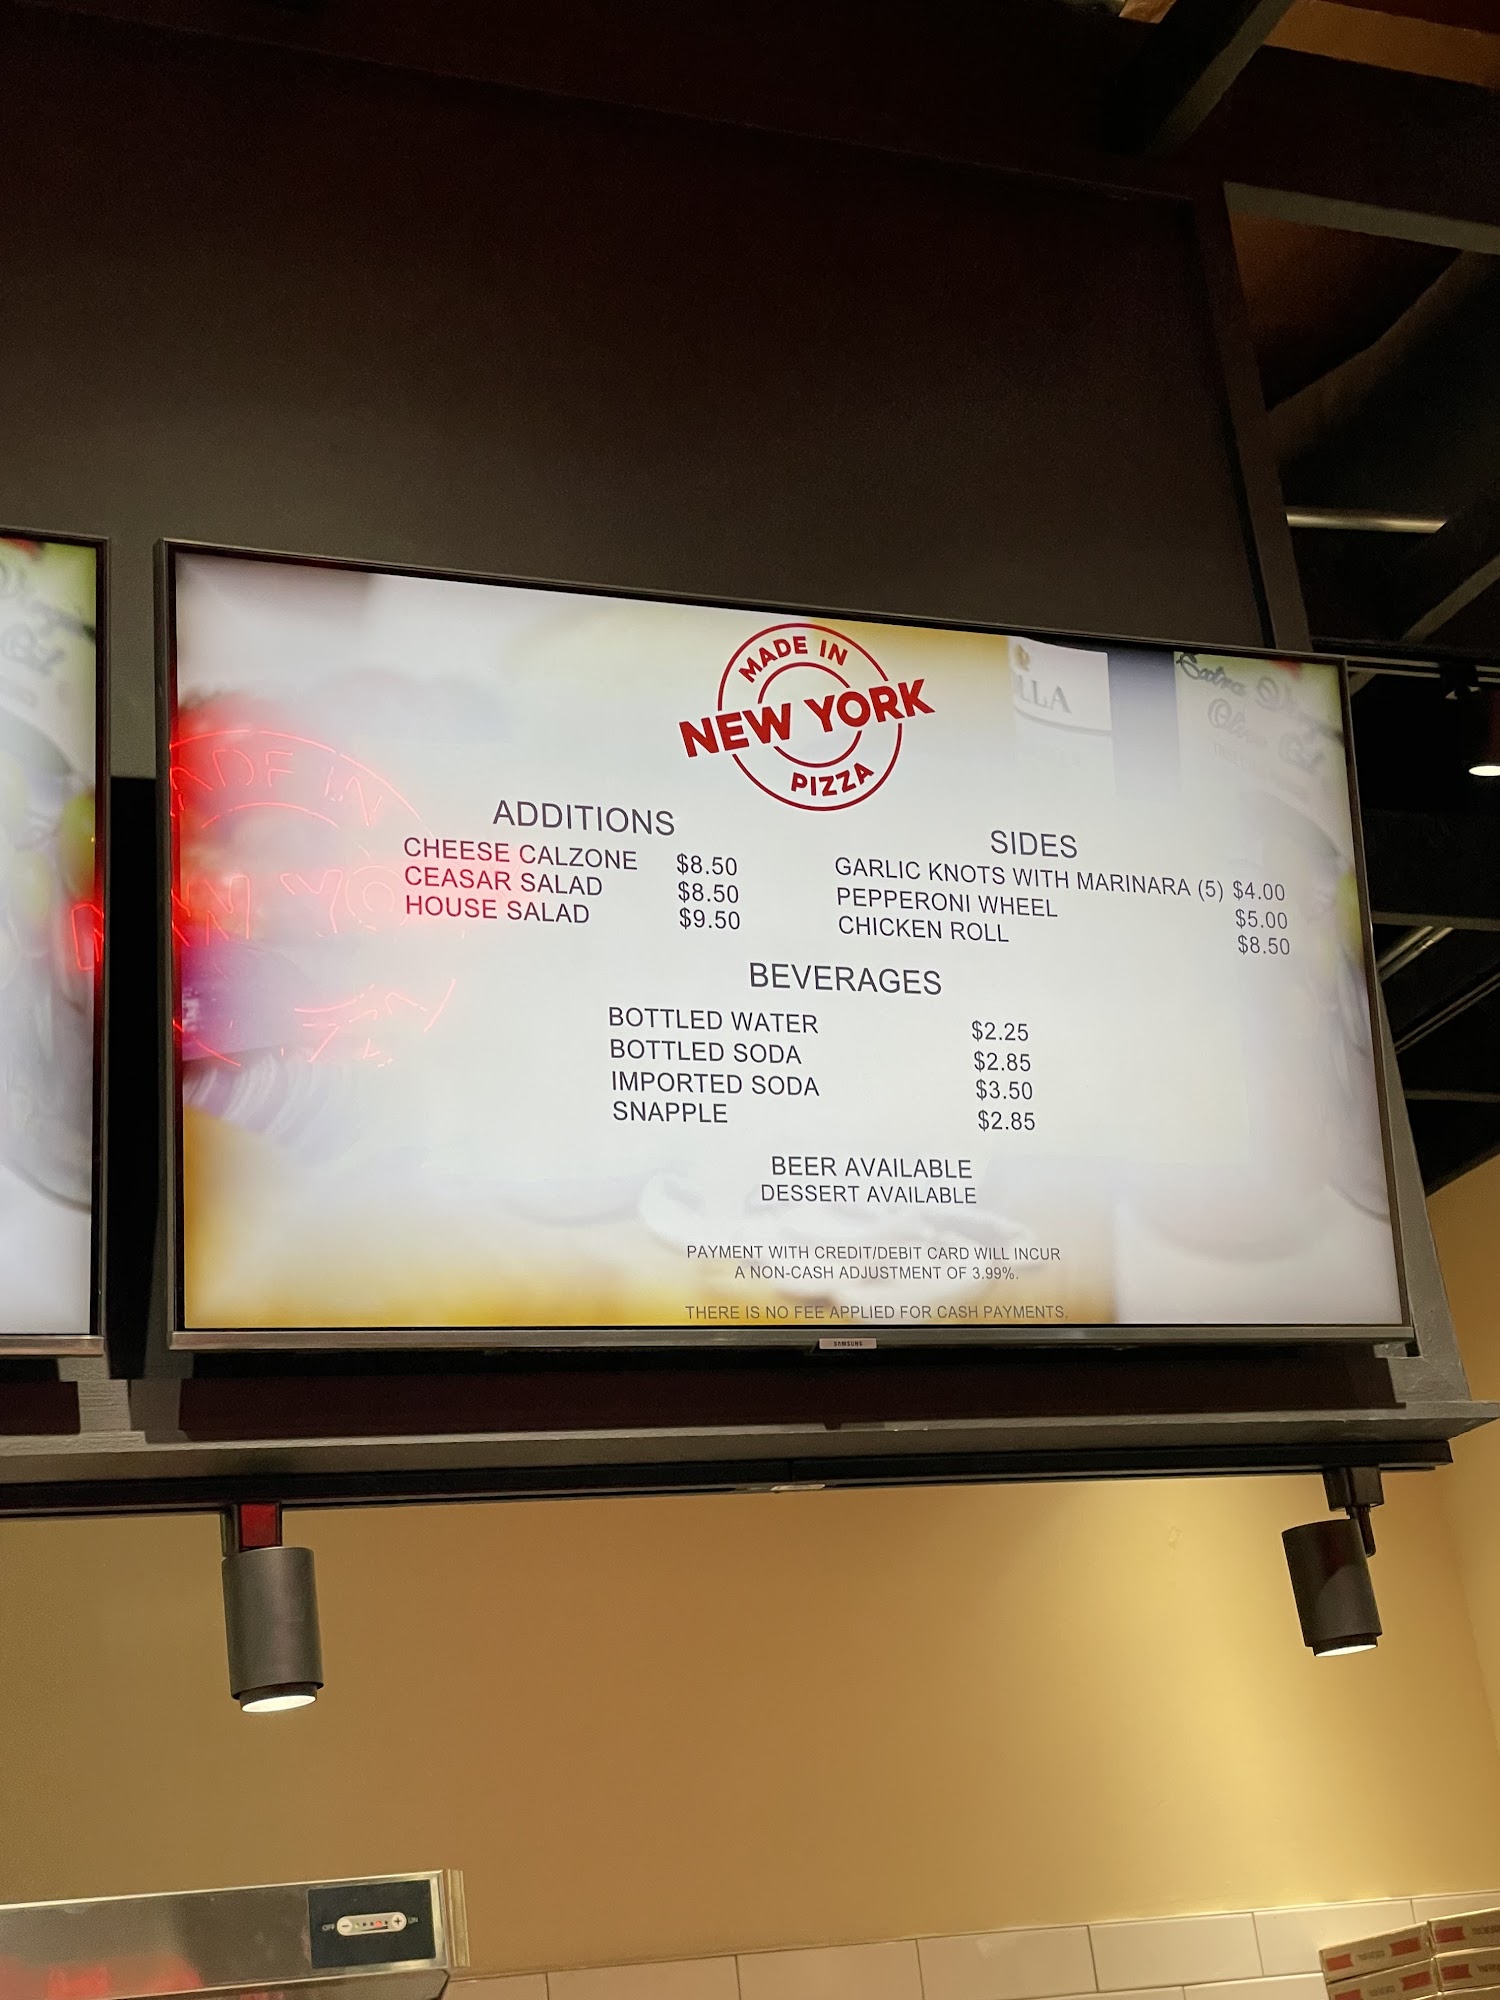 MADE IN
NEW YORK
PIZZA
LLA
Extra
ADDITIONS
CHEESE CALZONE $8.50
CEASAR SALAD $8.50
HOUSE SALAD $9.50
SIDES
GARLIC KNOTS WITH MARINARA (5) $4.00
PEPPERONI WHEEL $5.00
CHICKEN ROLL $8.50
BEVERAGES
BOTTLED WATER $2.25
BOTTLED SODA $2.85
IMPORTED SODA $3.50
SNAPPLE $2.85
BEER AVAILABLE
DESSERT AVAILABLE
PAYMENT WITH CREDIT/DEBIT CARD WILL INCUR
A NON-CASH ADJUSTMENT OF 3.99%.
THERE IS NO FEE APPLIED FOR CASH PAYMENTS.
SAMSUNG
OFF - + ON